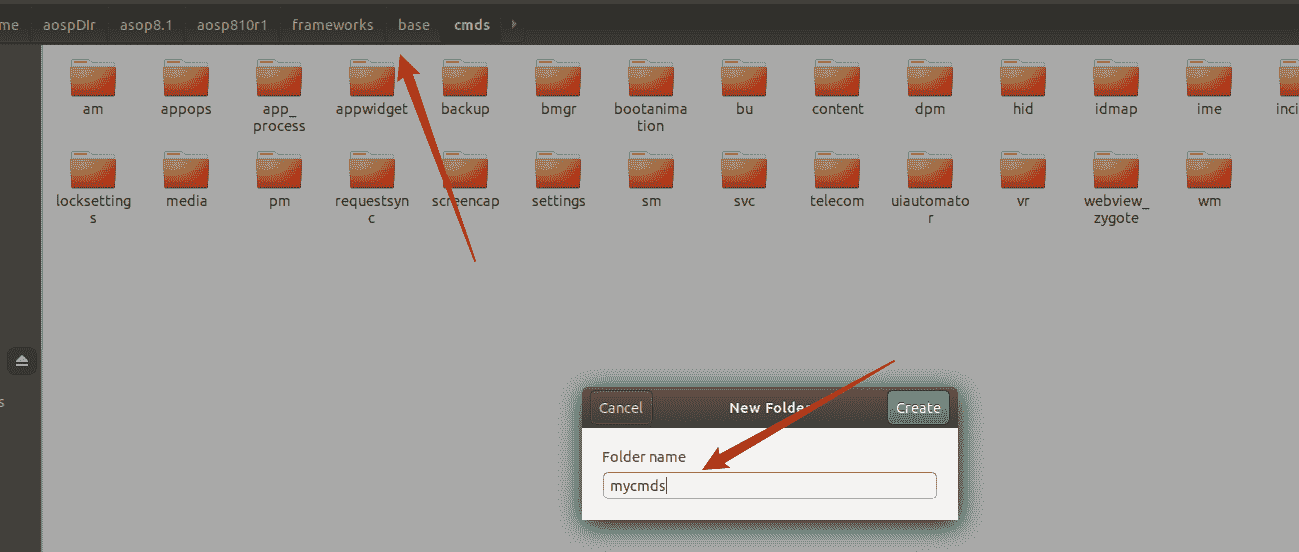 me aospDIr asop8.1 aosp810r1 frameworks base cmds
am appops app_ appwidget backup bmgr bootanima bu content dpm hid idmap ime inci
process tion
locksetting media pm requestsyn screencap settings sm svc telecom uiautomato vr webview_ wm
s c r zygote
s
Cancel New Folder Create
Folder name
mycmds